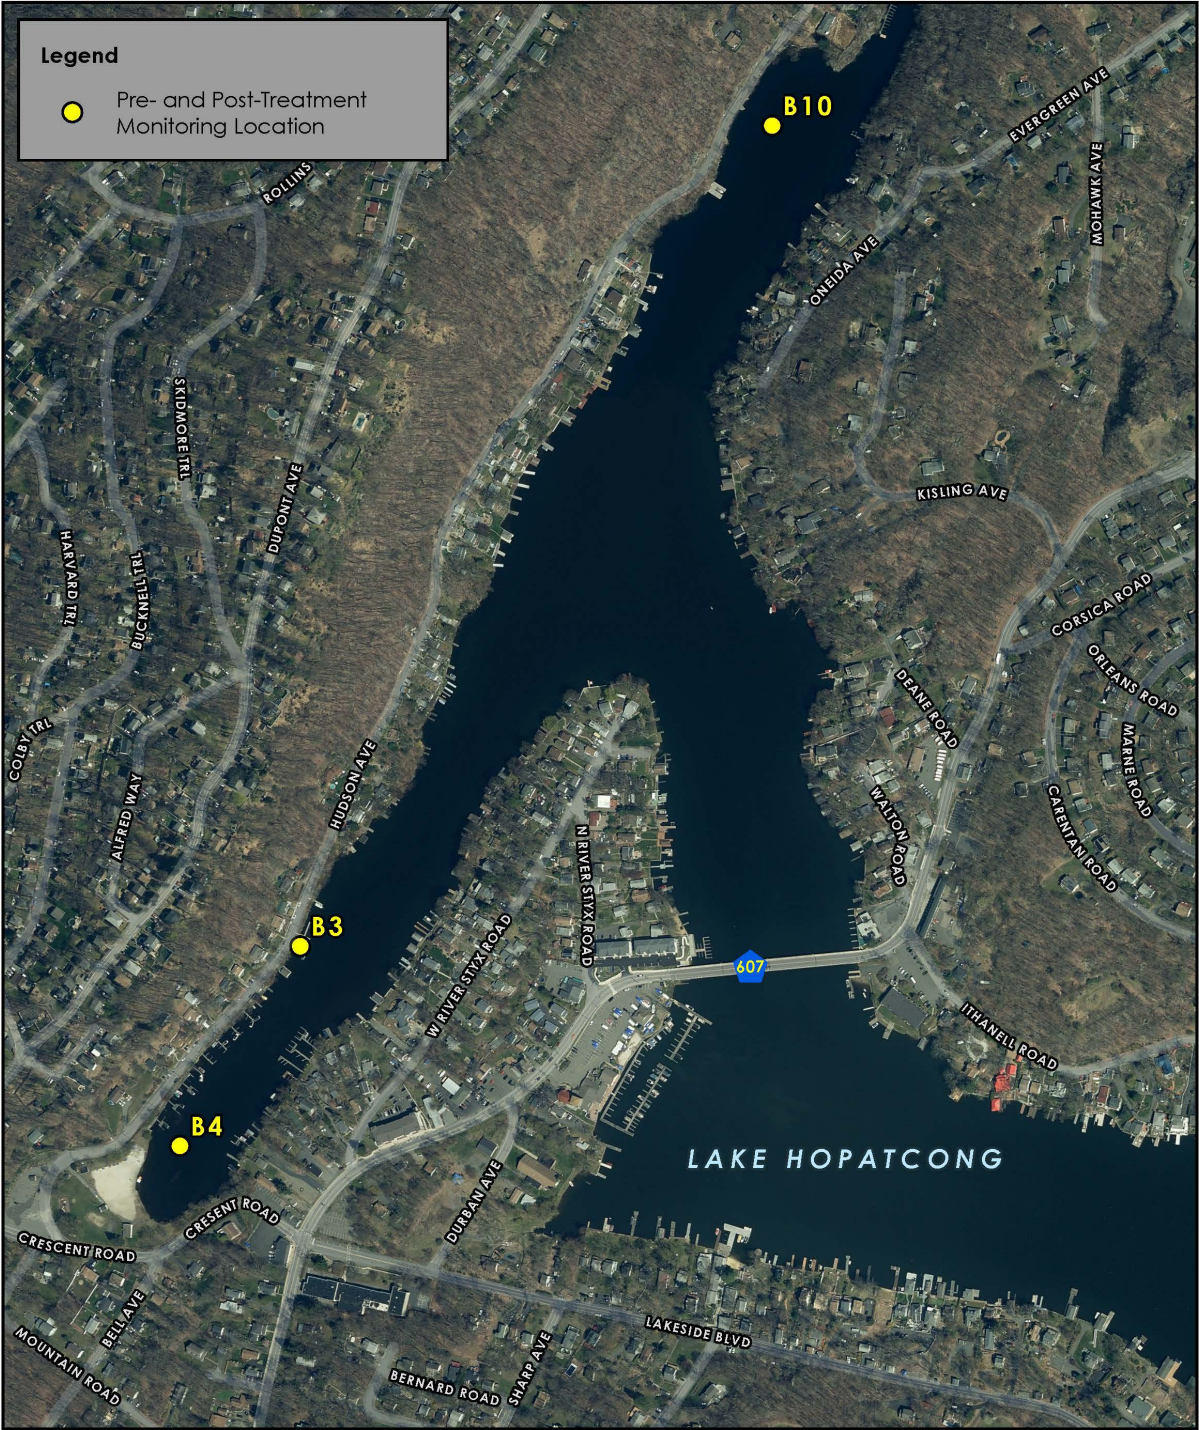 Legend
Pre- and Post-Treatment
Monitoring Location
B10
EVERGREEN AVE
MOHAWK AVE
ROLLINS
ONEIDA AVE
SKIDMORE TRL
DUPONT AVE
KISLING AVE
HARVARD TRL
BUCKNELL TRL
CORSICA ROAD
ORLEANS ROAD
DEANE ROAD
MARNE ROAD
COLBY TRL
HUDSON AVE
ALFRED WAY
WALTON ROAD
CARENTAN ROAD
N RIVER STYX ROAD
B3
W RIVER STYX ROAD
607
ITHANELL ROAD
B4
LAKE HOPATCONG
DURBAN AVE
CRESENT ROAD
CRESCENT ROAD
BELL AVE
MOUNTAIN ROAD
LAKESIDE BLVD
SHARP AVE
BERNARD ROAD